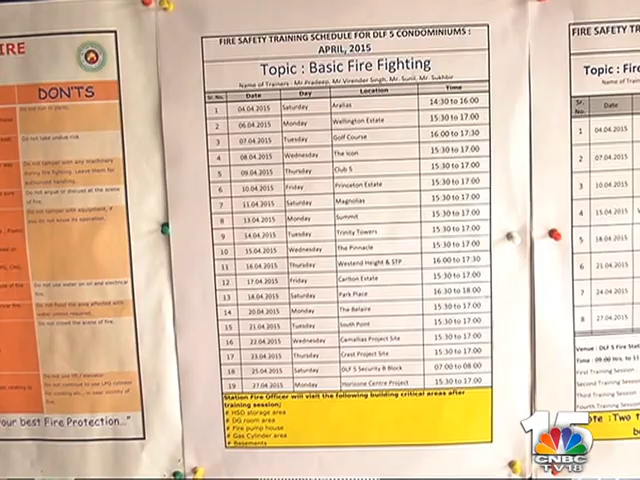 IRE
DON'TS
Do not run in panic.
Do not take undue risk.
Do not tamper with any machinery
during fire fighting. Leave them for
authorized handling.
Do not argue or discuss at the scene
of fire.
Do not tamper with equipment, if
you do not know its operation.
Do not use water on oil and electrical
fire.
Do not flood the area affected with
water unless required.
Do not crowd the scene of fire.
Do not use lift / elevator
Do not continue to use LPG cylinder
for cooking etc., in near vicinity of
fire.
our best Fire Protection..."
FIRE SAFETY TRAINING SCHEDULE FOR DLF 5 CONDOMINIUMS :
APRIL, 2015
Topic : Basic Fire Fighting
Name of Trainers : Mr. Pradeep, Mr. Virender Singh, Mr. Sunil, Mr. Sukhbir
Sr. No. Date Day Location Time
1 04.04.2015 Saturday Aralias 14:30 to 16:00
2 06.04.2015 Monday Wellington Estate 15:30 to 17:00
3 07.04.2015 Tuesday Golf Course 16:00 to 17:30
4 08.04.2015 Wednesday The Icon 15:30 to 17:00
5 09.04.2015 Thursday Club 5 15:30 to 17:00
6 10.04.2015 Friday Princeton Estate 15:30 to 17:00
7 11.04.2015 Saturday Magnolias 15:30 to 17:00
8 13.04.2015 Monday Summit 15:30 to 17:00
9 14.04.2015 Tuesday Trinity Towers 15:30 to 17:00
10 15.04.2015 Wednesday The Pinnacle 15:30 to 17:00
11 16.04.2015 Thursday Westend Height & STP 16:00 to 17:30
12 17.04.2015 Friday Carlton Estate 15:30 to 17:00
13 18.04.2015 Saturday Park Place 16:30 to 18:00
14 20.04.2015 Monday The Belaire 15:30 to 17:00
15 21.04.2015 Tuesday South Point 15:30 to 17:00
16 22.04.2015 Wednesday Camellias Project Site 15:30 to 17:00
17 23.04.2015 Thursday Crest Project Site 15:30 to 17:00
18 25.04.2015 Saturday DLF 5 Security B Block 07:00 to 08:00
19 27.04.2015 Monday Horizone Centre Project 15:30 to 17:00
Station Fire Officer will visit the following building critical areas after
training session;
# HSD storage area
# DG room area
# Fire pump house
# Gas Cylinder area
# Basements
FIRE SAFETY TR
Topic : Fire
Name of Tr
Sr. No. Date
1 04.04.2015
2 07.04.2015
3 10.04.2015
4 15.04.2015
5 18.04.2015
6 21.04.2015
7 24.04.2015
8 27.04.2015
Venue : DLF 5 Fire Stati
Time : 09:00 Hrs. to 11
First Training Session
Second Training Session
Third Training Session
Fourth Training Session
ote :Two t
be
15
CNBC
TV18